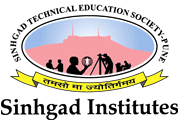 SINHGAD TECHNICAL EDUCATION SOCIETY-PUNE
तमसो मा ज्योतिर्गमय
Sinhgad Institutes